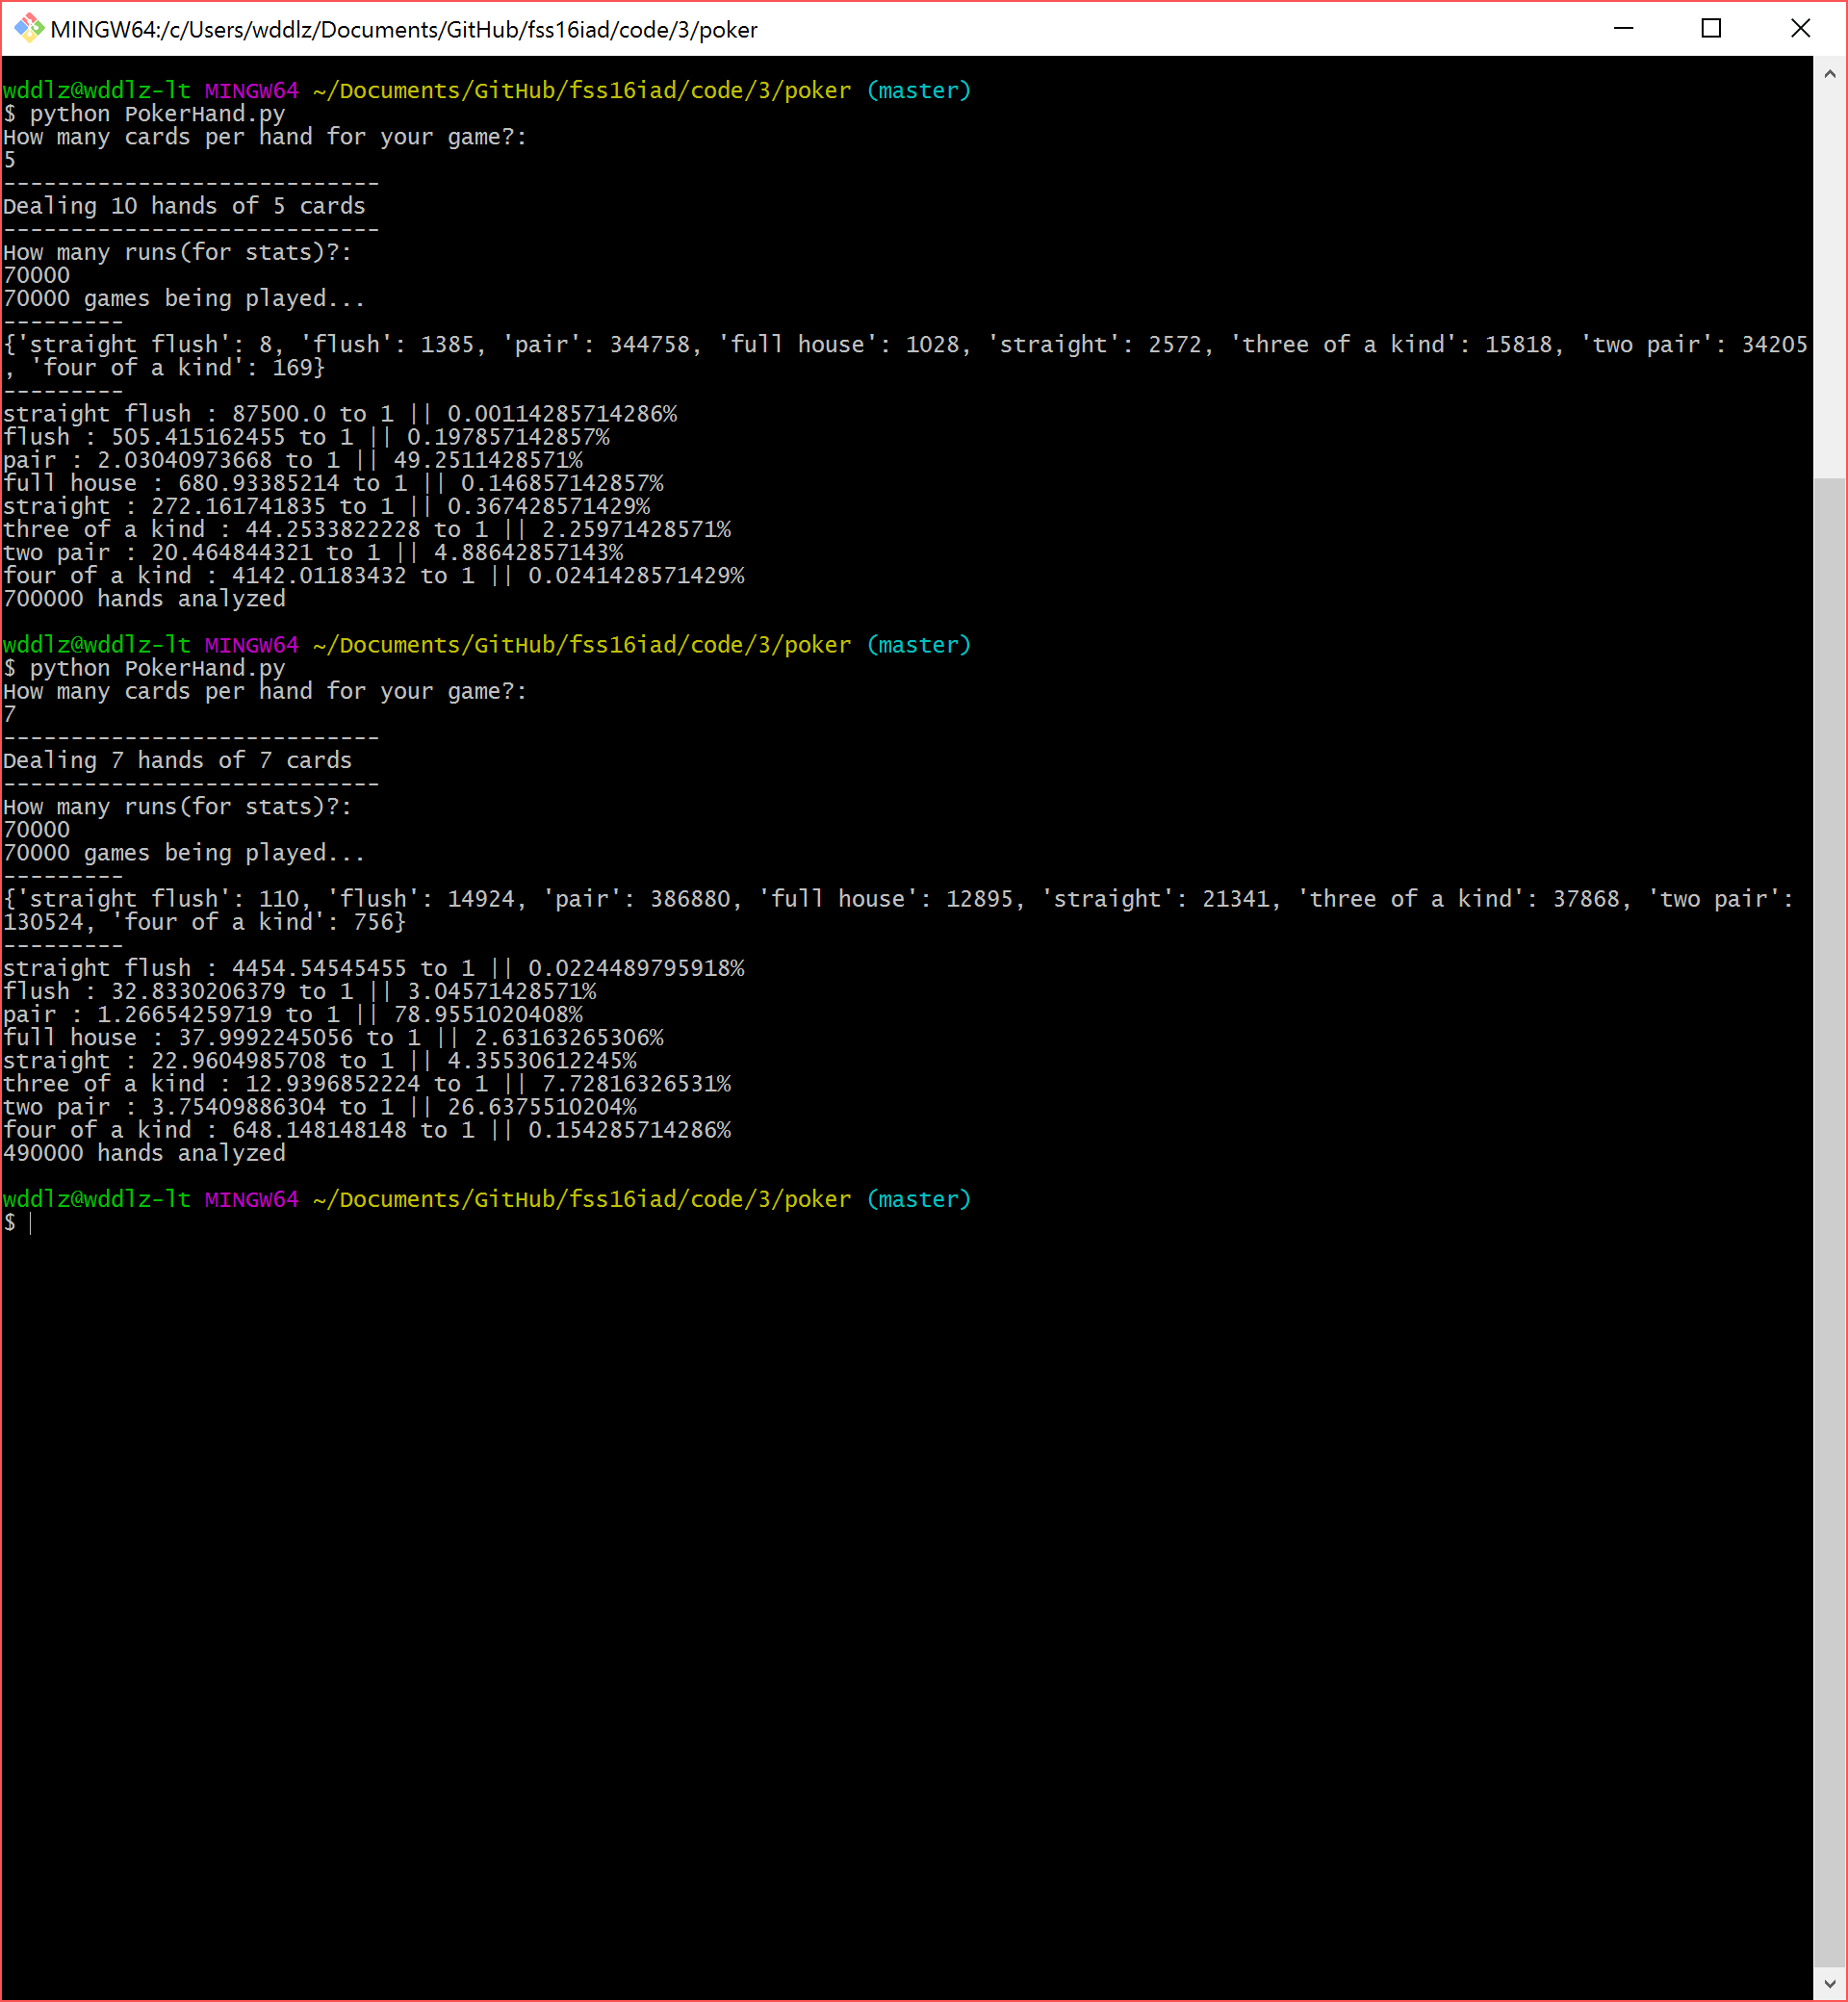 MINGW64:/c/Users/wddlz/Documents/GitHub/fss16iad/code/3/poker
wddlz@wddlz-lt MINGW64 ~/Documents/GitHub/fss16iad/code/3/poker (master)
$ python PokerHand.py
How many cards per hand for your game?:
5
----------------------------
Dealing 10 hands of 5 cards
----------------------------
How many runs(for stats)?:
70000
70000 games being played...
---------
{'straight flush': 8, 'flush': 1385, 'pair': 344758, 'full house': 1028, 'straight': 2572, 'three of a kind': 15818, 'two pair': 34205
, 'four of a kind': 169}
---------
straight flush : 87500.0 to 1 || 0.00114285714286%
flush : 505.415162455 to 1 || 0.197857142857%
pair : 2.03040973668 to 1 || 49.2511428571%
full house : 680.93385214 to 1 || 0.146857142857%
straight : 272.161741835 to 1 || 0.367428571429%
three of a kind : 44.2533822228 to 1 || 2.25971428571%
two pair : 20.464844321 to 1 || 4.88642857143%
four of a kind : 4142.01183432 to 1 || 0.0241428571429%
700000 hands analyzed
wddlz@wddlz-lt MINGW64 ~/Documents/GitHub/fss16iad/code/3/poker (master)
$ python PokerHand.py
How many cards per hand for your game?:
7
----------------------------
Dealing 7 hands of 7 cards
----------------------------
How many runs(for stats)?:
70000
70000 games being played...
---------
{'straight flush': 110, 'flush': 14924, 'pair': 386880, 'full house': 12895, 'straight': 21341, 'three of a kind': 37868, 'two pair':
130524, 'four of a kind': 756}
---------
straight flush : 4454.54545455 to 1 || 0.0224489795918%
flush : 32.8330206379 to 1 || 3.04571428571%
pair : 1.26654259719 to 1 || 78.9551020408%
full house : 37.9992245056 to 1 || 2.63163265306%
straight : 22.9604985708 to 1 || 4.35530612245%
three of a kind : 12.9396852224 to 1 || 7.72816326531%
two pair : 3.75409886304 to 1 || 26.6375510204%
four of a kind : 648.148148148 to 1 || 0.154285714286%
490000 hands analyzed
wddlz@wddlz-lt MINGW64 ~/Documents/GitHub/fss16iad/code/3/poker (master)
$